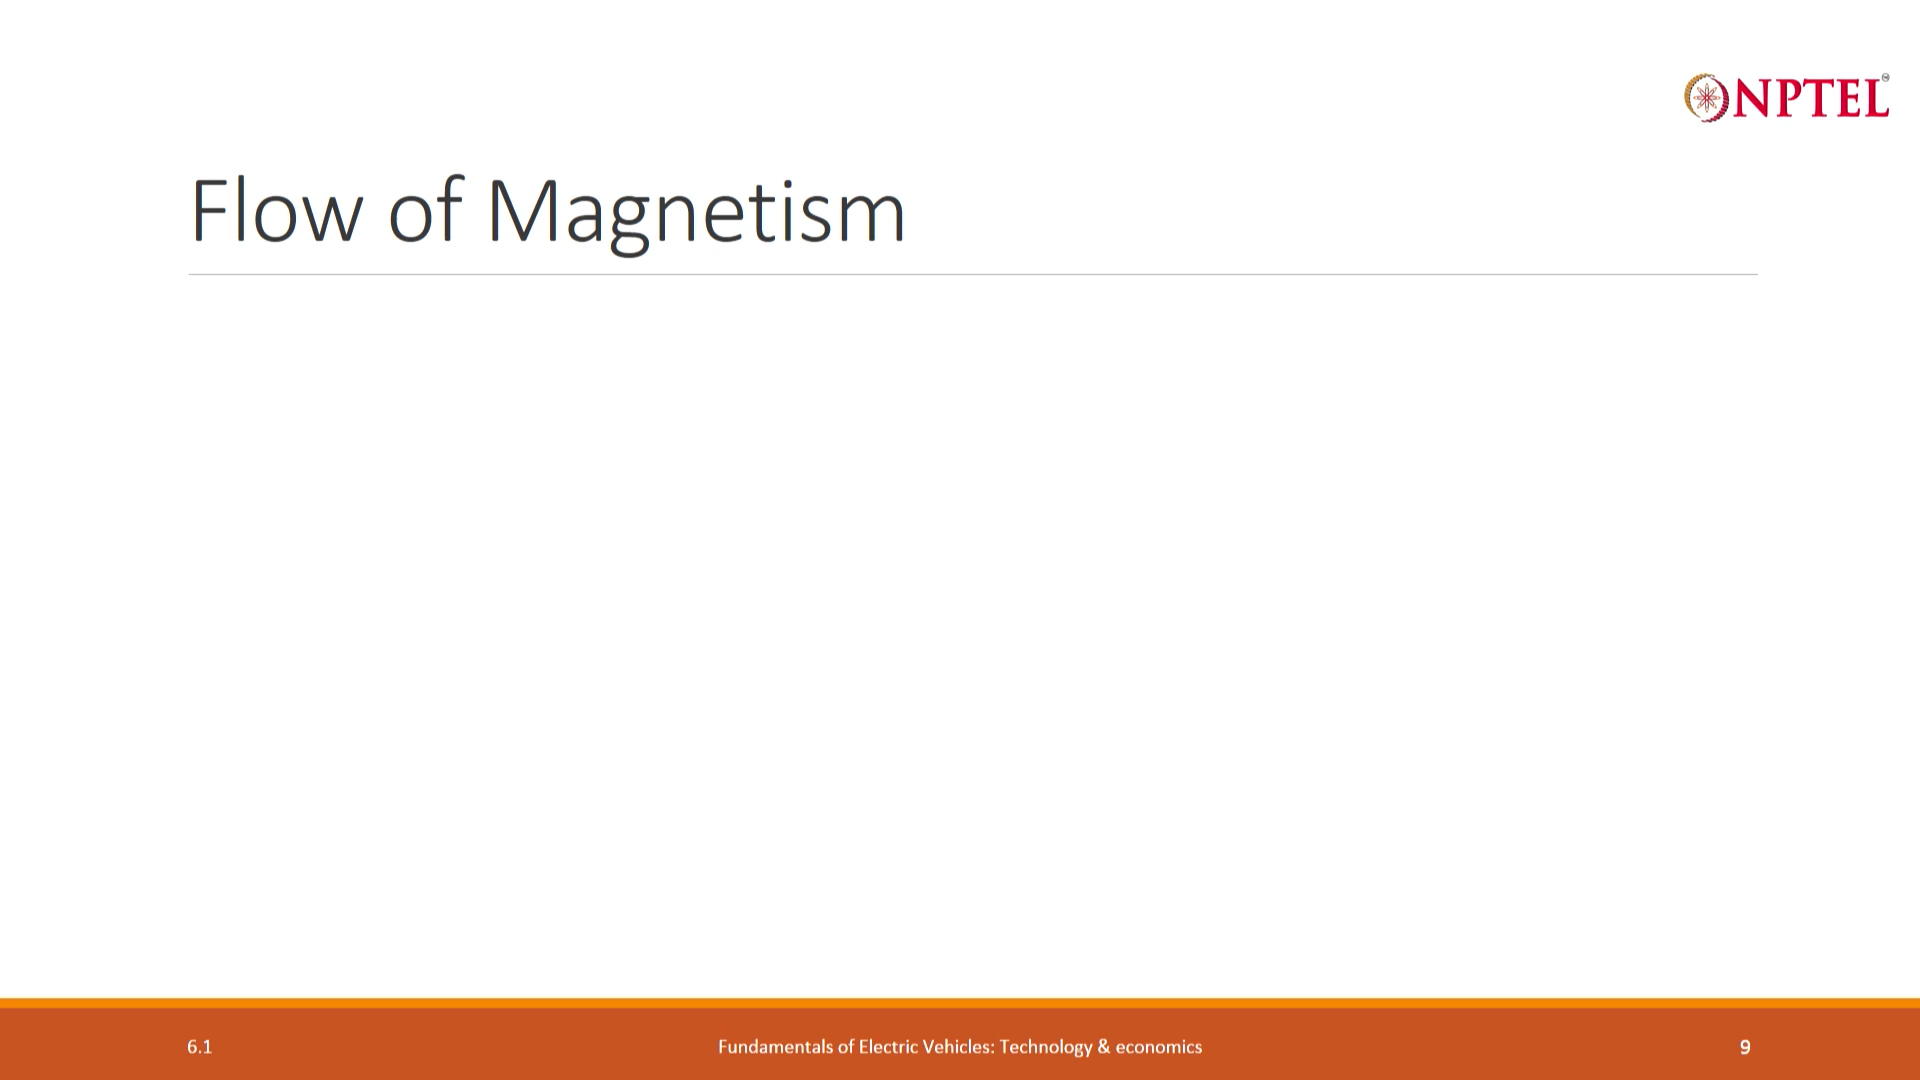 NPTEL
Flow of Magnetism
6.1
Fundamentals of Electric Vehicles: Technology & economics
9